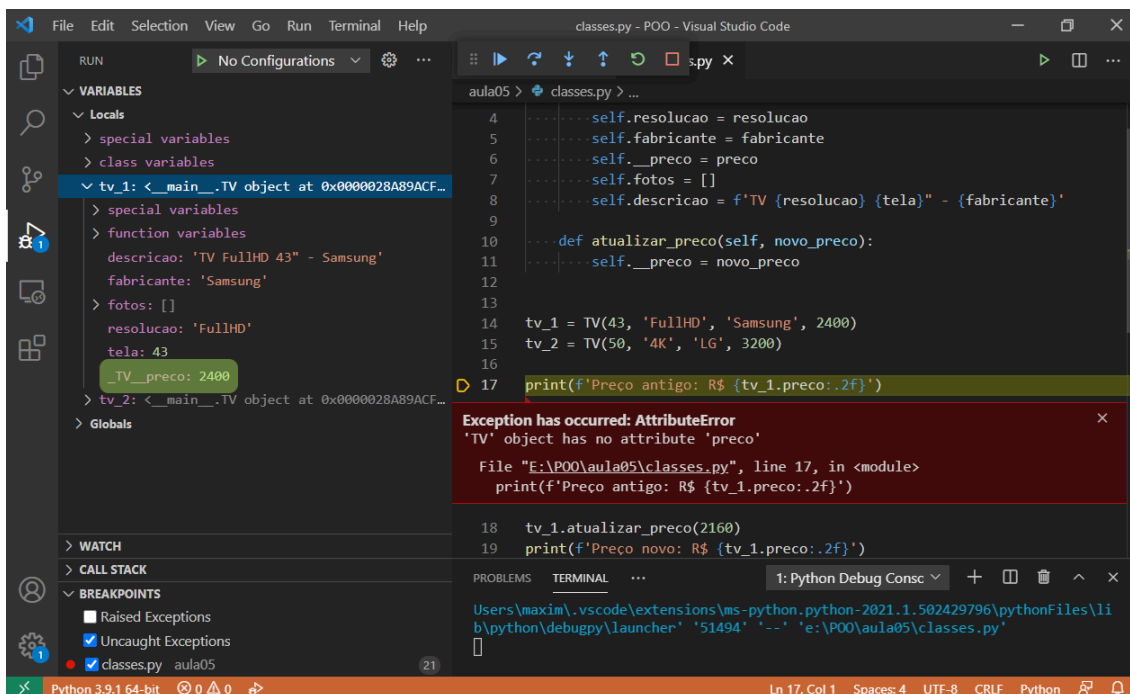 File Edit Selection View Go Run Terminal Help classes.py - POO - Visual Studio Code
RUN No Configurations ···
s.py
VARIABLES
Locals
special variables
class variables
tv_1: <__main__.TV object at 0x0000028A89ACF…
special variables
function variables
descricao: 'TV FullHD 43" - Samsung'
fabricante: 'Samsung'
fotos: []
resolucao: 'FullHD'
tela: 43
_TV__preco: 2400
tv_2: <__main__.TV object at 0x0000028A89ACF…
Globals
WATCH
CALL STACK
BREAKPOINTS
Raised Exceptions
Uncaught Exceptions
classes.py aula05 21
aula05 > classes.py > ...
4 self.resolucao = resolucao
5 self.fabricante = fabricante
6 self.__preco = preco
7 self.fotos = []
8 self.descricao = f'TV {resolucao} {tela}" - {fabricante}'
9
10 def atualizar_preco(self, novo_preco):
11 self.__preco = novo_preco
12
13
14 tv_1 = TV(43, 'FullHD', 'Samsung', 2400)
15 tv_2 = TV(50, '4K', 'LG', 3200)
16
17 print(f'Preço antigo: R$ {tv_1.preco:.2f}')
Exception has occurred: AttributeError
'TV' object has no attribute 'preco'
File "E:\POO\aula05\classes.py", line 17, in <module>
print(f'Preço antigo: R$ {tv_1.preco:.2f}')
18 tv_1.atualizar_preco(2160)
19 print(f'Preço novo: R$ {tv_1.preco:.2f}')
PROBLEMS TERMINAL ··· 1: Python Debug Consc
Users\maxim\.vscode\extensions\ms-python.python-2021.1.502429796\pythonFiles\li
b\python\debugpy\launcher' '51494' '--' 'e:\POO\aula05\classes.py'
1
1
Python 3.9.1 64-bit 0 0 Ln 17, Col 1 Spaces: 4 UTF-8 CRLF Python